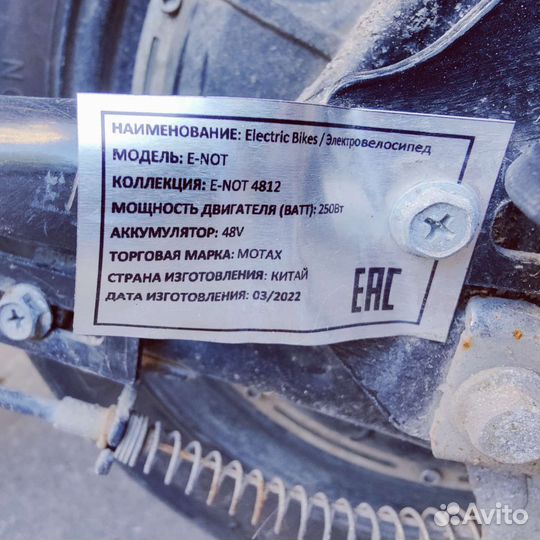 НАИМЕНОВАНИЕ: Electric Bikes / Электровелосипед
МОДЕЛЬ: E-NOT
КОЛЛЕКЦИЯ: E-NOT 4812
МОЩНОСТЬ ДВИГАТЕЛЯ (ВАТТ): 250Вт
АККУМУЛЯТОР: 48V
ТОРГОВАЯ МАРКА: МОТАХ
СТРАНА ИЗГОТОВЛЕНИЯ: КИТАЙ
ДАТА ИЗГОТОВЛЕНИЯ: 03/2022
EAC
Avito